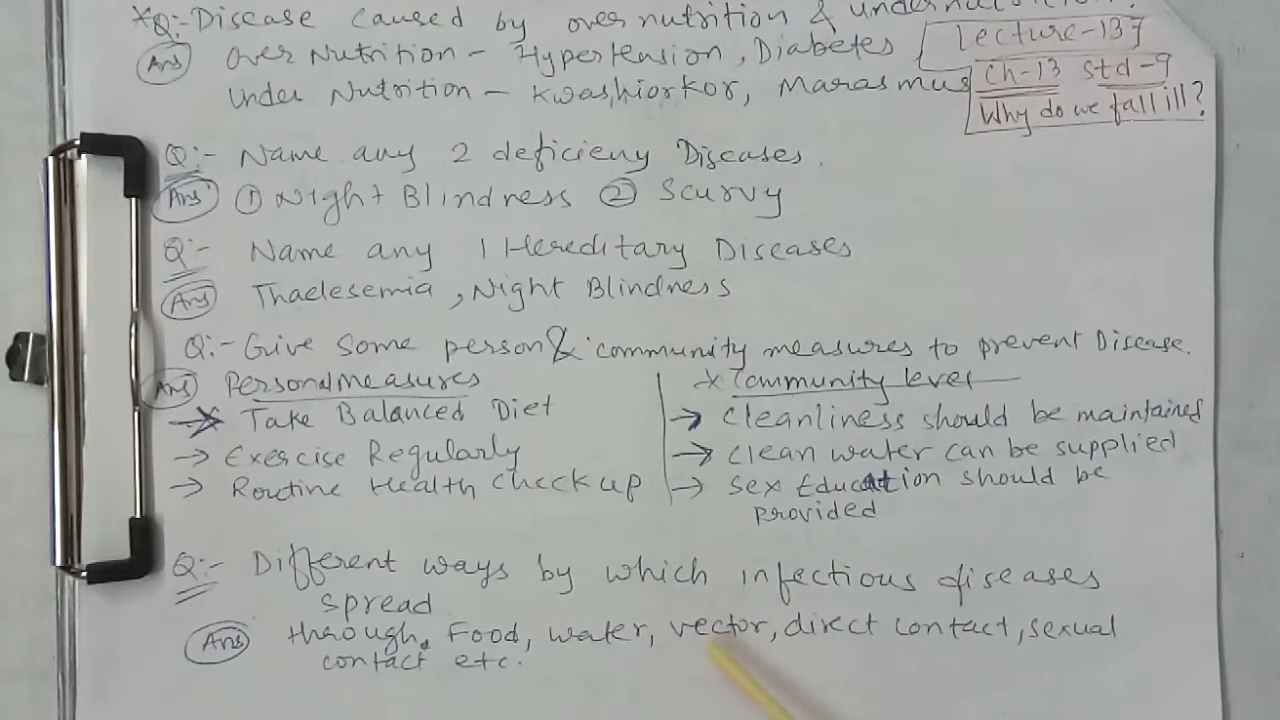 *Q:- Disease caused by over nutrition & undernutrition?
Ans Over Nutrition - Hypertension, Diabetes
Under Nutrition - Kwashiorkor, Marasmus
Lecture-137
Ch-13 Std-9
Why do we fall ill?
Q:- Name any 2 deficieny Diseases.
Ans ① Night Blindness ② Scurvy
Q:- Name any 1 Hereditary Diseases
Ans Thaelesemia, Night Blindness
Q:- Give some person & community measures to prevent Disease.
Ans Personal measures
→ Take Balanced Diet
→ Exercise Regularly
→ Routine Health Check up
* Community level
→ Cleanliness should be maintained
→ Clean water can be supplied
→ Sex Education should be
provided
Q:- Different ways by which infectious diseases
spread
Ans through Food, water, vector, direct contact, sexual
contact etc.